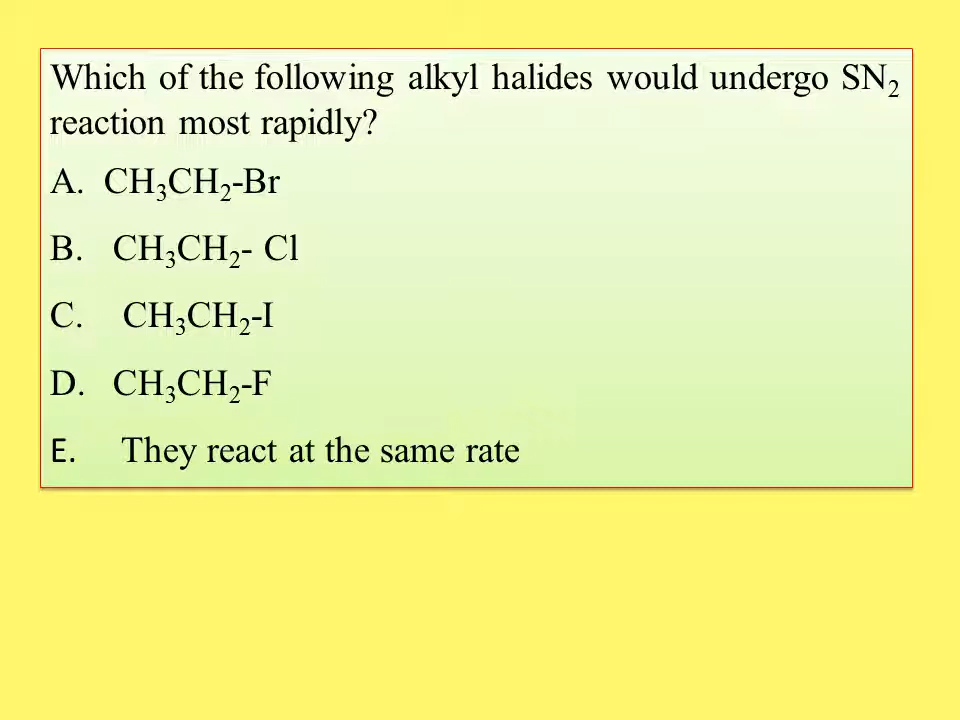 Which of the following alkyl halides would undergo SN₂
reaction most rapidly?
A. CH₃CH₂-Br
B. CH₃CH₂- Cl
C. CH₃CH₂-I
D. CH₃CH₂-F
E. They react at the same rate